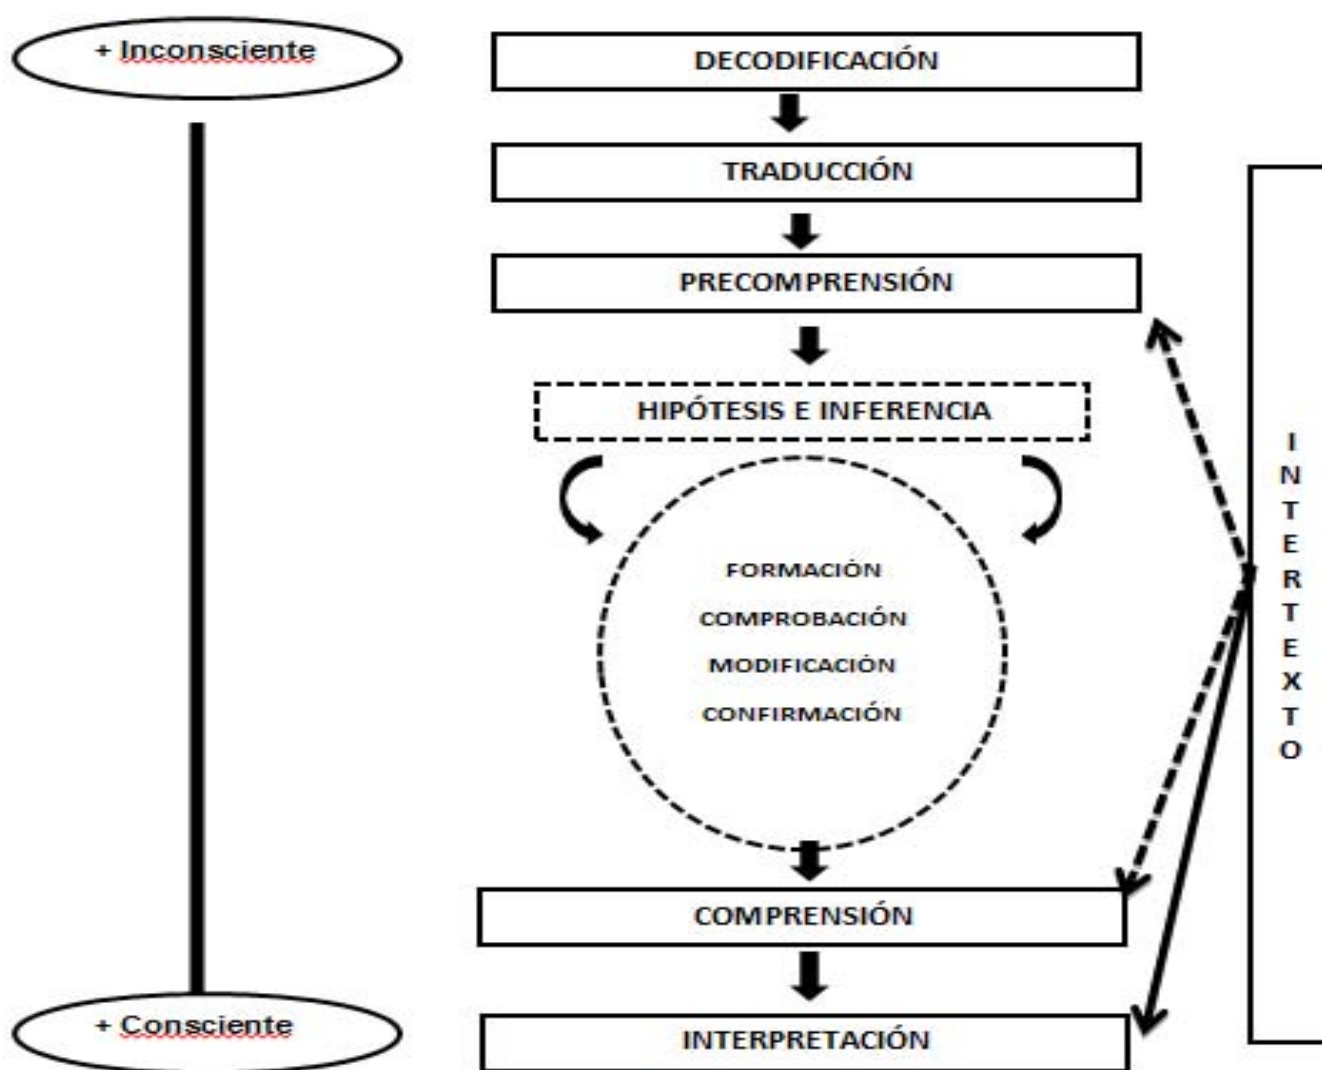 + Inconsciente
DECODIFICACIÓN
TRADUCCIÓN
PRECOMPRENSIÓN
HIPÓTESIS E INFERENCIA
FORMACIÓN
COMPROBACIÓN
MODIFICACIÓN
CONFIRMACIÓN
COMPRENSIÓN
+ Consciente
INTERPRETACIÓN
I
N
T
E
R
T
E
X
T
O